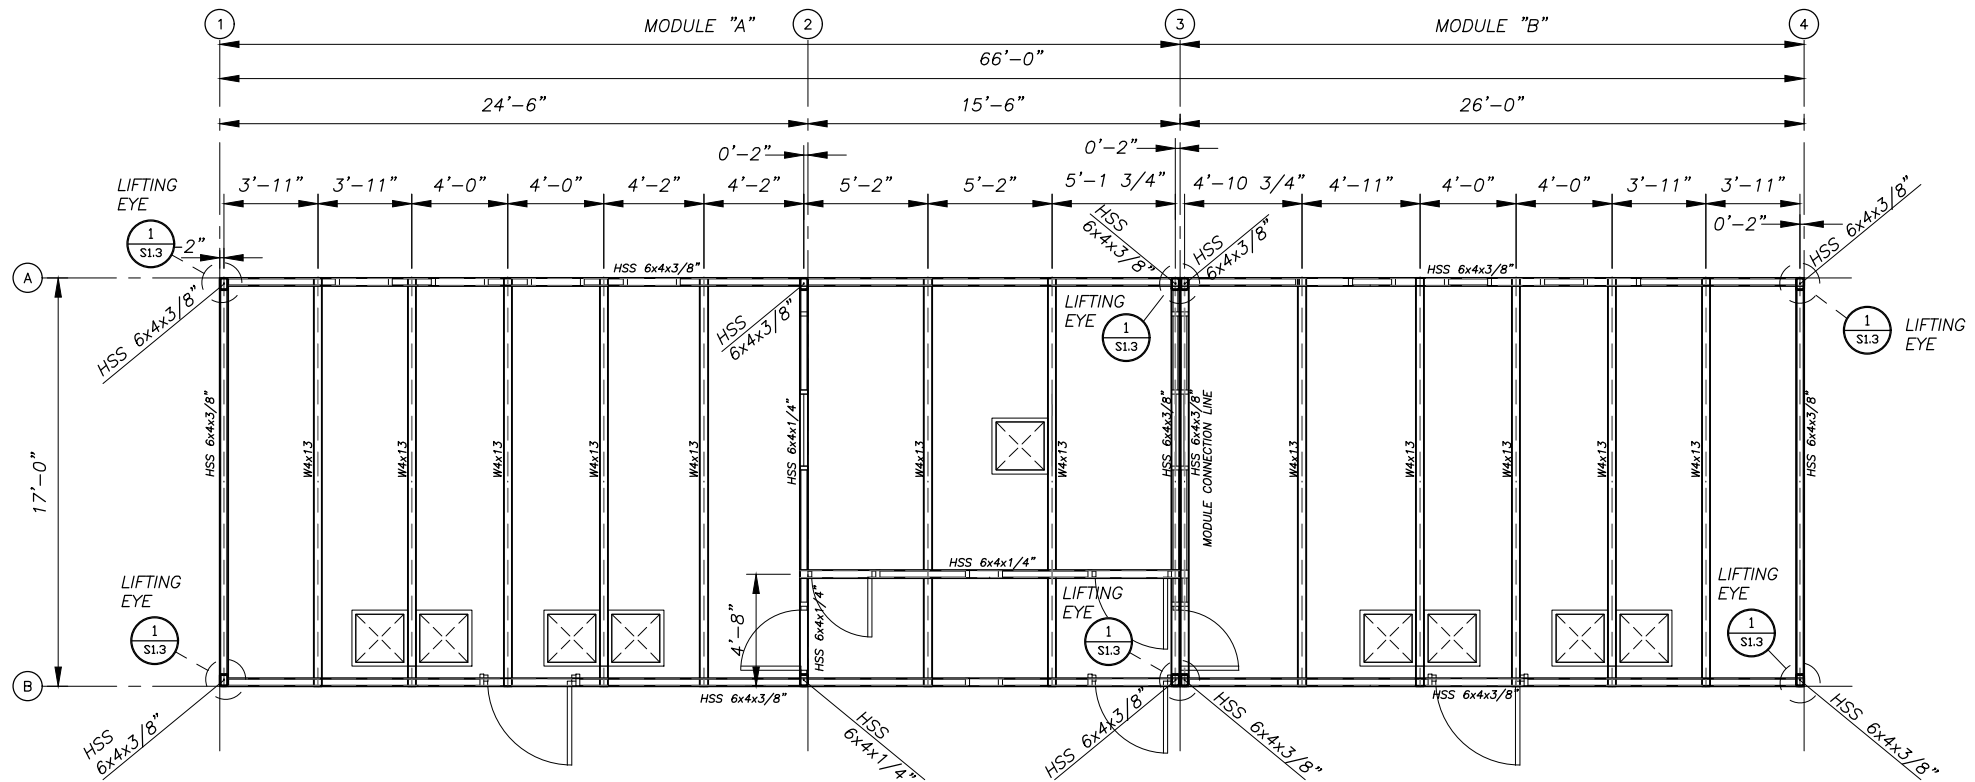 1
MODULE "A"
2
3
MODULE "B"
4
66'-0"
24'-6"
15'-6"
26'-0"
0'-2"
0'-2"
LIFTING
EYE
3'-11"
3'-11"
4'-0"
4'-0"
4'-2"
4'-2"
5'-2"
5'-2"
5'-1 3/4"
4'-10 3/4"
4'-11"
4'-0"
4'-0"
3'-11"
3'-11"
1
S1.3
-2"
HSS
6x4x3/8"
HSS
6x4x3/8"
0'-2"
HSS 6x4x3/8"
A
HSS 6x4x3/8"
HSS 6x4x3/8"
HSS 6x4x3/8"
HSS
6x4x3/8"
LIFTING
EYE
1
S1.3
1
S1.3
LIFTING
EYE
17'-0"
HSS 6x4x3/8"
W4x13
W4x13
W4x13
W4x13
W4x13
HSS 6x4x1/4"
W4x13
W4x13
HSS 6x4x3/8"
HSS 6x4x3/8"
MODULE CONNECTION LINE
W4x13
W4x13
W4x13
W4x13
W4x13
HSS 6x4x3/8"
HSS 6x4x1/4"
LIFTING
EYE
1
S1.3
4'-8"
HSS 6x4x1/4"
LIFTING
EYE
1
S1.3
LIFTING
EYE
1
S1.3
B
HSS 6x4x3/8"
HSS 6x4x3/8"
HSS
6x4x3/8"
HSS
6x4x1/4"
HSS 6x4x3/8"
HSS 6x4x3/8"
HSS 6x4x3/8"